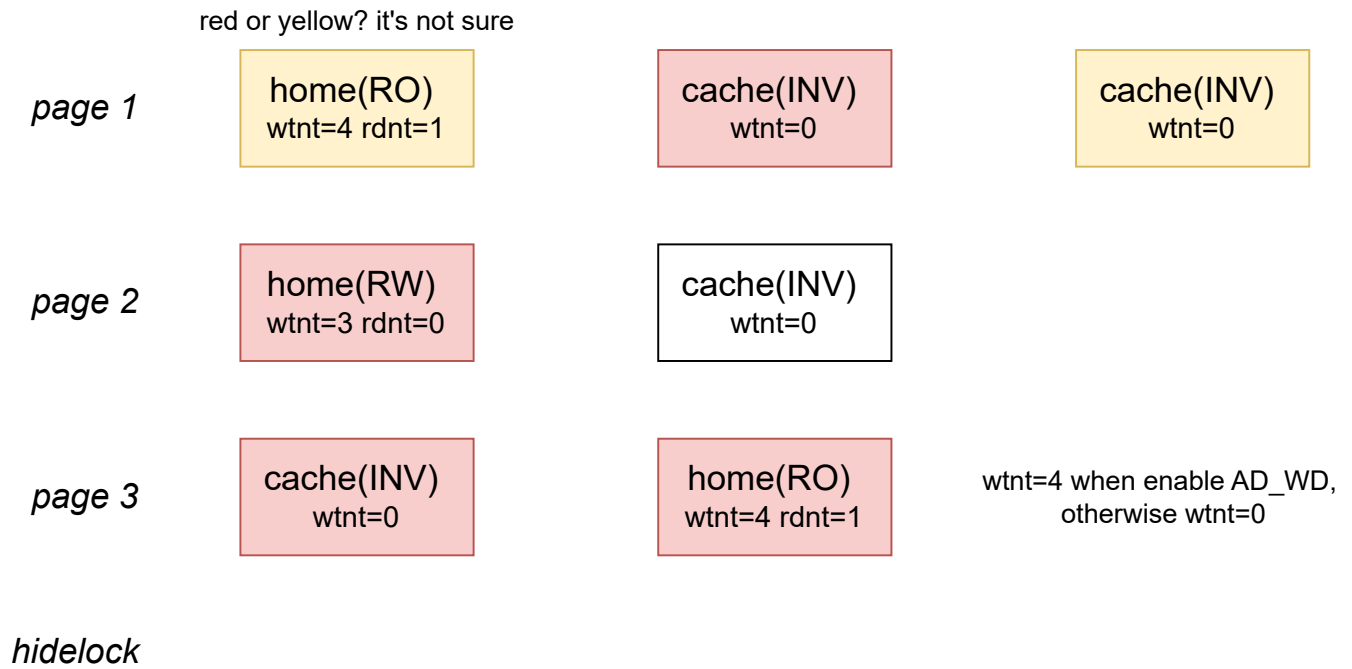 red or yellow? it's not sure
page 1
home(RO)
wtnt=4 rdnt=1
cache(INV)
wtnt=0
cache(INV)
wtnt=0
page 2
home(RW)
wtnt=3 rdnt=0
cache(INV)
wtnt=0
page 3
cache(INV)
wtnt=0
home(RO)
wtnt=4 rdnt=1
wtnt=4 when enable AD_WD,
otherwise wtnt=0
hidelock